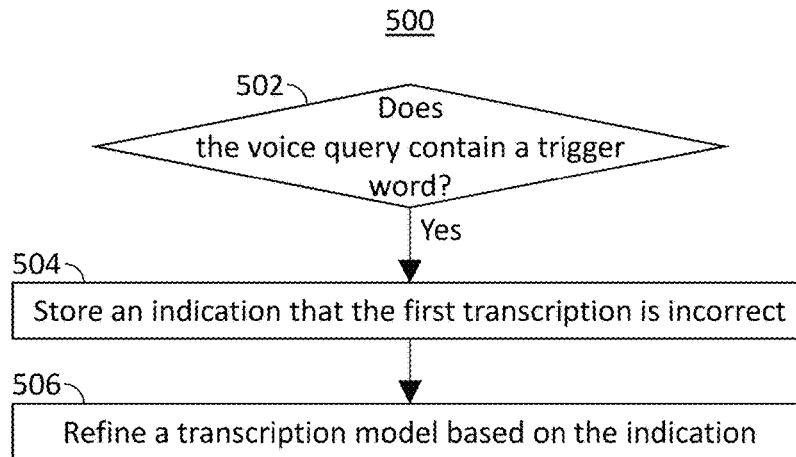 500
502
Does
the voice query contain a trigger
word?
Yes
504
Store an indication that the first transcription is incorrect
506
Refine a transcription model based on the indication